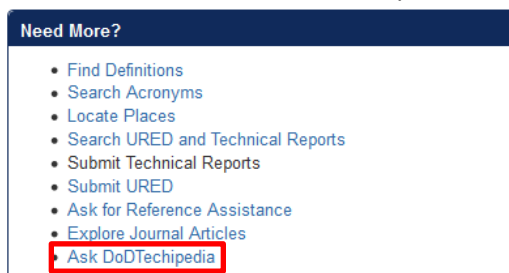 Need More?
Find Definitions
Search Acronyms
Locate Places
Search URED and Technical Reports
Submit Technical Reports
Submit URED
Ask for Reference Assistance
Explore Journal Articles
Ask DoDTechipedia